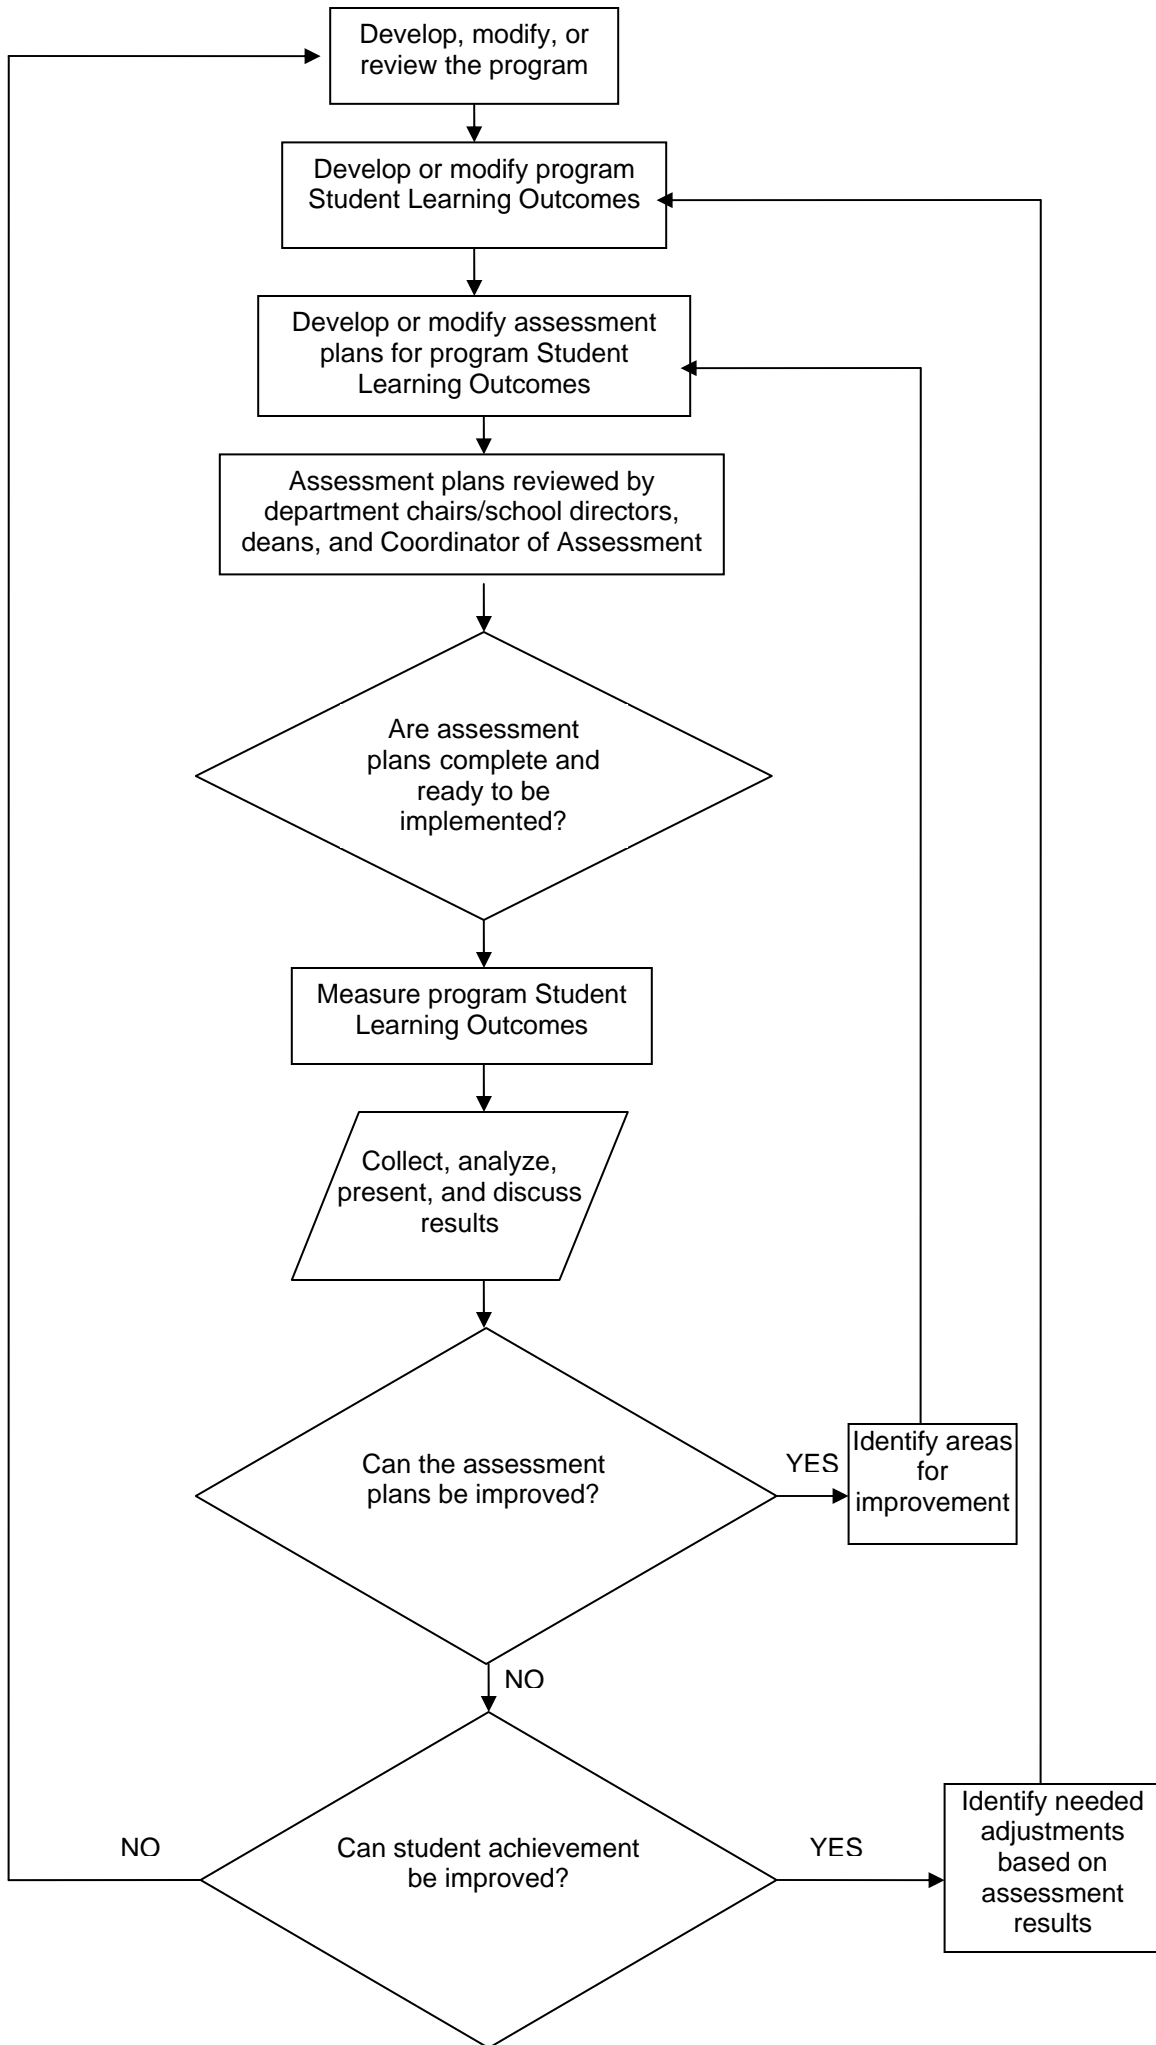 Develop, modify, or
review the program
Develop or modify program
Student Learning Outcomes
Develop or modify assessment
plans for program Student
Learning Outcomes
Assessment plans reviewed by
department chairs/school directors,
deans, and Coordinator of Assessment
Are assessment
plans complete and
ready to be
implemented?
Measure program Student
Learning Outcomes
Collect, analyze,
present, and discuss
results
Can the assessment
plans be improved?
YES
Identify areas
for
improvement
NO
Can student achievement
be improved?
NO
YES
Identify needed
adjustments
based on
assessment
results